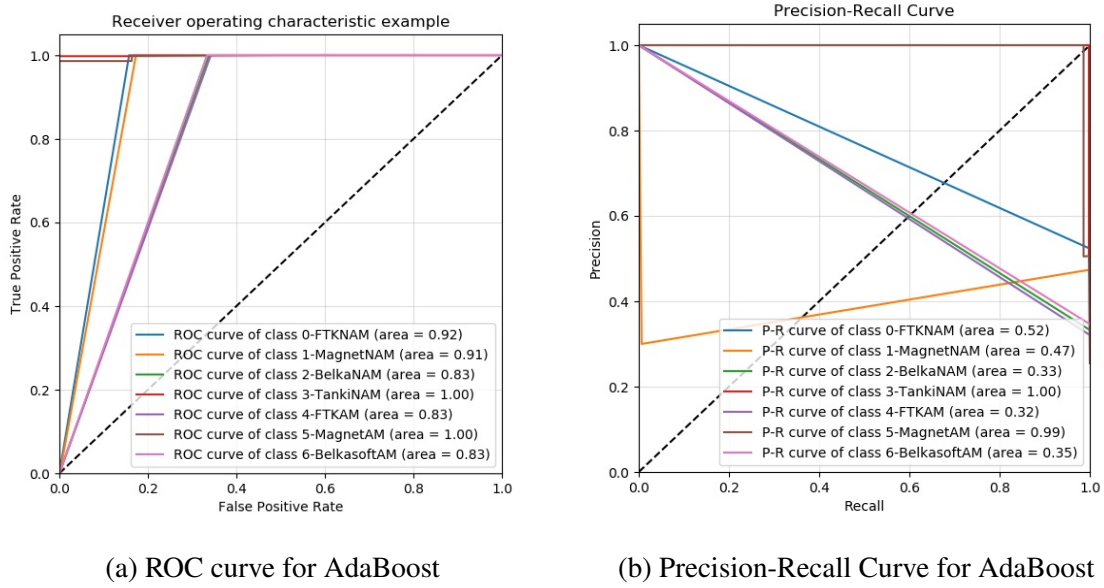 Receiver operating characteristic example
1.0
0.8
0.6
0.4
0.2
0.0
True Positive Rate
ROC curve of class 0-FTKNAM (area = 0.92)
ROC curve of class 1-MagnetNAM (area = 0.91)
ROC curve of class 2-BelkaNAM (area = 0.83)
ROC curve of class 3-TankiNAM (area = 1.00)
ROC curve of class 4-FTKAM (area = 0.83)
ROC curve of class 5-MagnetAM (area = 1.00)
ROC curve of class 6-BelkasoftAM (area = 0.83)
0.0 0.2 0.4 0.6 0.8 1.0
False Positive Rate
(a) ROC curve for AdaBoost
Precision-Recall Curve
1.0
0.8
0.6
0.4
0.2
0.0
Precision
P-R curve of class 0-FTKNAM (area = 0.52)
P-R curve of class 1-MagnetNAM (area = 0.47)
P-R curve of class 2-BelkaNAM (area = 0.33)
P-R curve of class 3-TankiNAM (area = 1.00)
P-R curve of class 4-FTKAM (area = 0.32)
P-R curve of class 5-MagnetAM (area = 0.99)
P-R curve of class 6-BelkasoftAM (area = 0.35)
0.0 0.2 0.4 0.6 0.8 1.0
Recall
(b) Precision-Recall Curve for AdaBoost